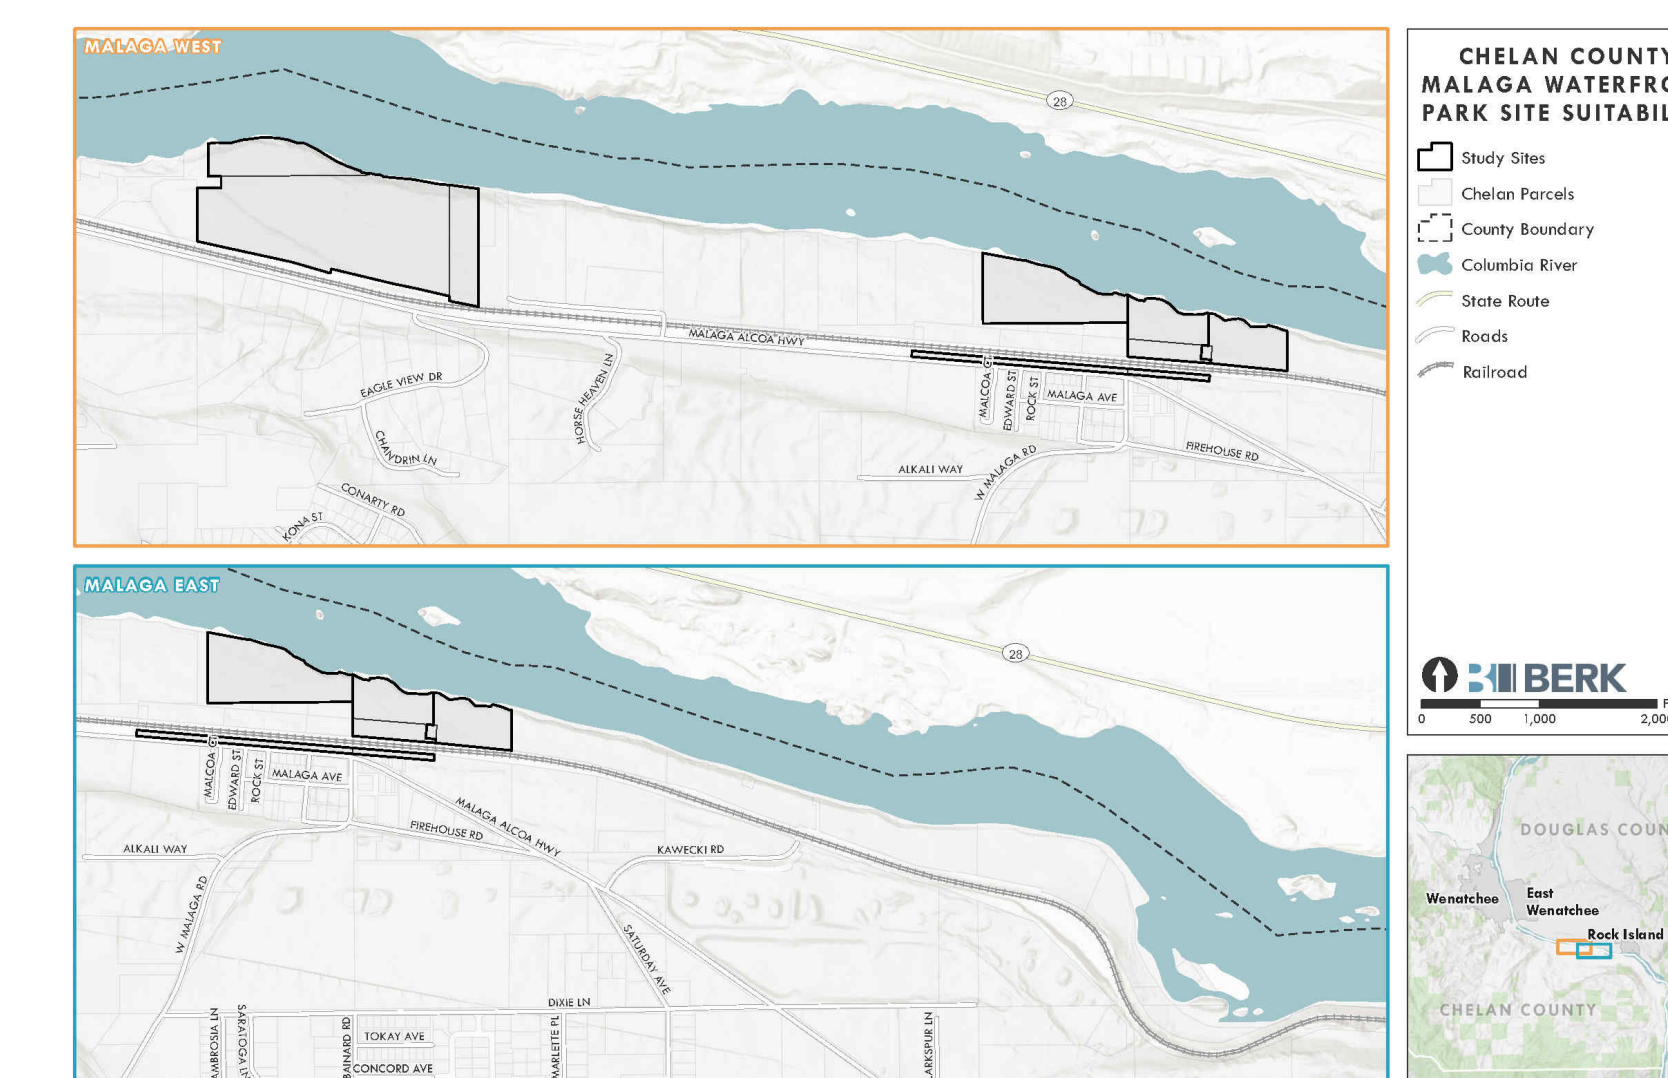 MALAGA WEST
28
MALAGA ALCOA HWY
EAGLE VIEW DR
HORSE HEAVEN LN
CHANDRIN LN
CONARTY RD
KONA ST
MALCOA CT
EDWARD ST
ROCK ST
MALAGA AVE
ALKALI WAY
W MALAGA RD
FIREHOUSE RD
MALAGA EAST
28
MALCOA CT
EDWARD ST
ROCK ST
MALAGA AVE
MALAGA ALCOA HWY
FIREHOUSE RD
ALKALI WAY
KAWECKI RD
W MALAGA RD
SATURDAY AVE
DIXIE LN
AMBROSIA LN
SARATOGA LN
BAINARD RD
TOKAY AVE
CONCORD AVE
MARLETTE PL
ARKSPUR LN
CHELAN COUNTY
MALAGA WATERFRO
PARK SITE SUITABIL
Study Sites
Chelan Parcels
County Boundary
Columbia River
State Route
Roads
Railroad
BERK
F
0 500 1,000 2,00
DOUGLAS COUN
Wenatchee
East
Wenatchee
Rock Island
CHELAN COUNTY